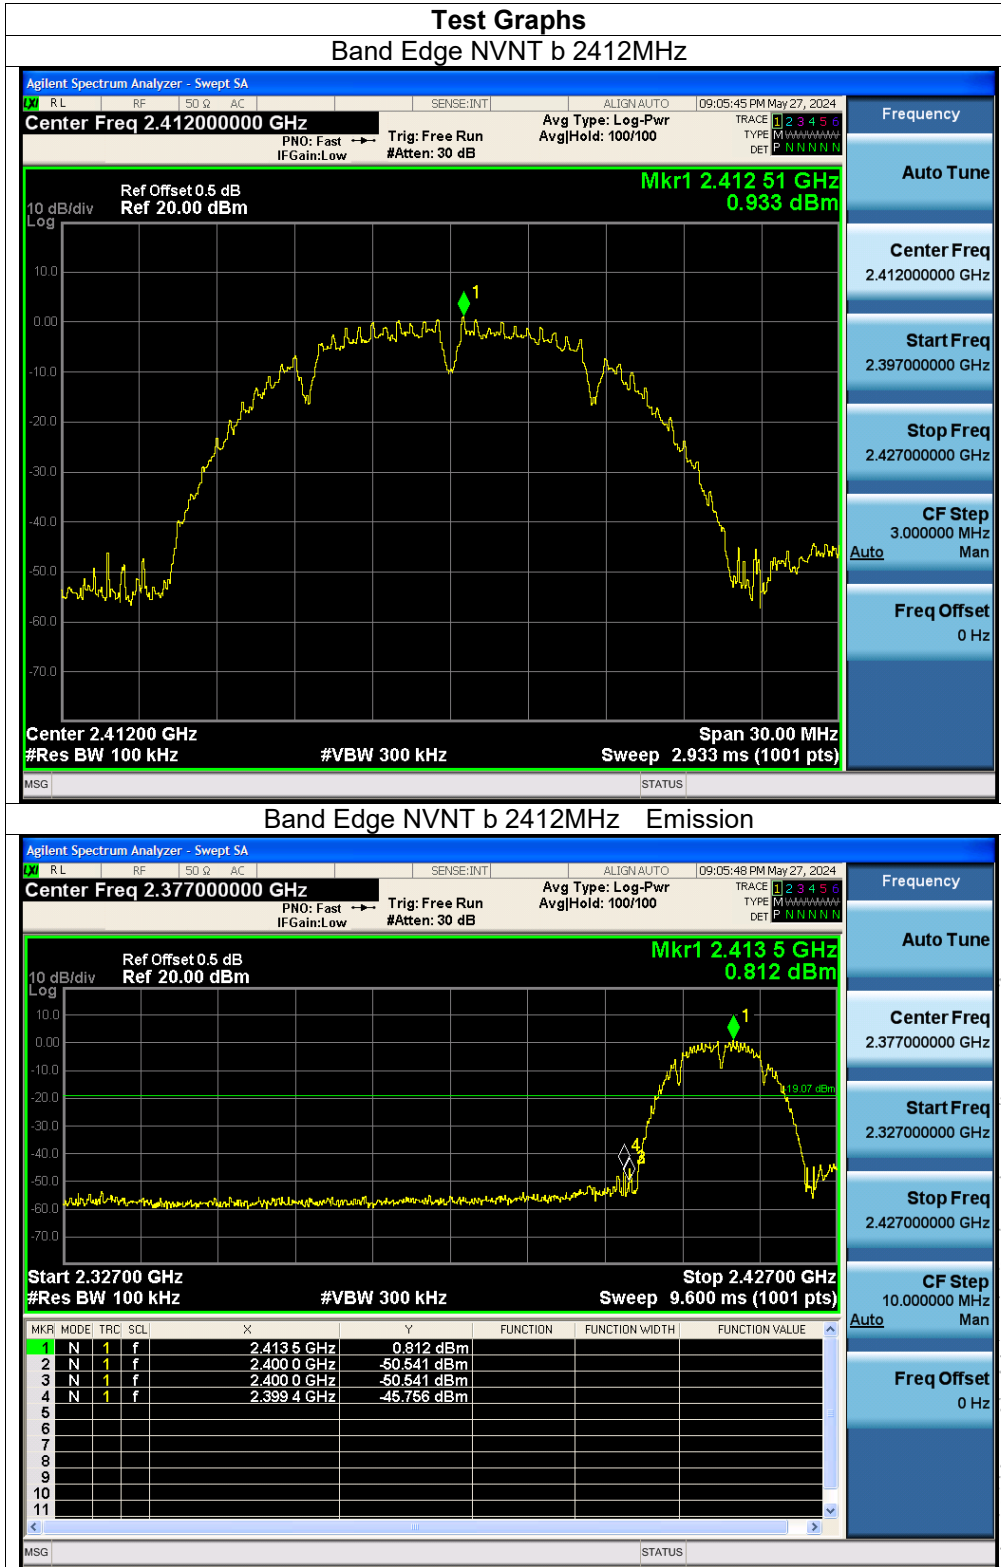 Test Graphs
Band Edge NVNT b 2412MHz
Agilent Spectrum Analyzer - Swept SA
LXI RL RF 50 Ω AC SENSE:INT ALIGN AUTO 09:05:45 PM May 27, 2024
Center Freq 2.412000000 GHz
PNO: Fast
IFGain:Low
Trig: Free Run
#Atten: 30 dB
Avg Type: Log-Pwr
Avg|Hold: 100/100
TRACE 1 2 3 4 5 6
TYPE M
DET P N N N N N
Ref Offset 0.5 dB
10 dB/div Ref 20.00 dBm
Log
Mkr1 2.412 51 GHz
0.933 dBm
1
10.0
0.00
-10.0
-20.0
-30.0
-40.0
-50.0
-60.0
-70.0
Center 2.41200 GHz Span 30.00 MHz
#Res BW 100 kHz #VBW 300 kHz Sweep 2.933 ms (1001 pts)
MSG STATUS
Frequency
Auto Tune
Center Freq
2.412000000 GHz
Start Freq
2.397000000 GHz
Stop Freq
2.427000000 GHz
CF Step
3.000000 MHz
Auto Man
Freq Offset
0 Hz
Band Edge NVNT b 2412MHz Emission
Agilent Spectrum Analyzer - Swept SA
LXI RL RF 50 Ω AC SENSE:INT ALIGN AUTO 09:05:48 PM May 27, 2024
Center Freq 2.377000000 GHz
PNO: Fast
IFGain:Low
Trig: Free Run
#Atten: 30 dB
Avg Type: Log-Pwr
Avg|Hold: 100/100
TRACE 1 2 3 4 5 6
TYPE M
DET P N N N N N
Ref Offset 0.5 dB
10 dB/div Ref 20.00 dBm
Log
Mkr1 2.413 5 GHz
0.812 dBm
1
10.0
0.00
-10.0
-20.0
-19.07 dBm
-30.0
-40.0
4
-50.0
-60.0
-70.0
Start 2.32700 GHz Stop 2.42700 GHz
#Res BW 100 kHz #VBW 300 kHz Sweep 9.600 ms (1001 pts)
MKR MODE TRC SCL X Y FUNCTION FUNCTION WIDTH FUNCTION VALUE
1 N 1 f 2.413 5 GHz 0.812 dBm
2 N 1 f 2.400 0 GHz -50.541 dBm
3 N 1 f 2.400 0 GHz -50.541 dBm
4 N 1 f 2.399 4 GHz -45.756 dBm
5
6
7
8
9
10
11
MSG STATUS
Frequency
Auto Tune
Center Freq
2.377000000 GHz
Start Freq
2.327000000 GHz
Stop Freq
2.427000000 GHz
CF Step
10.000000 MHz
Auto Man
Freq Offset
0 Hz